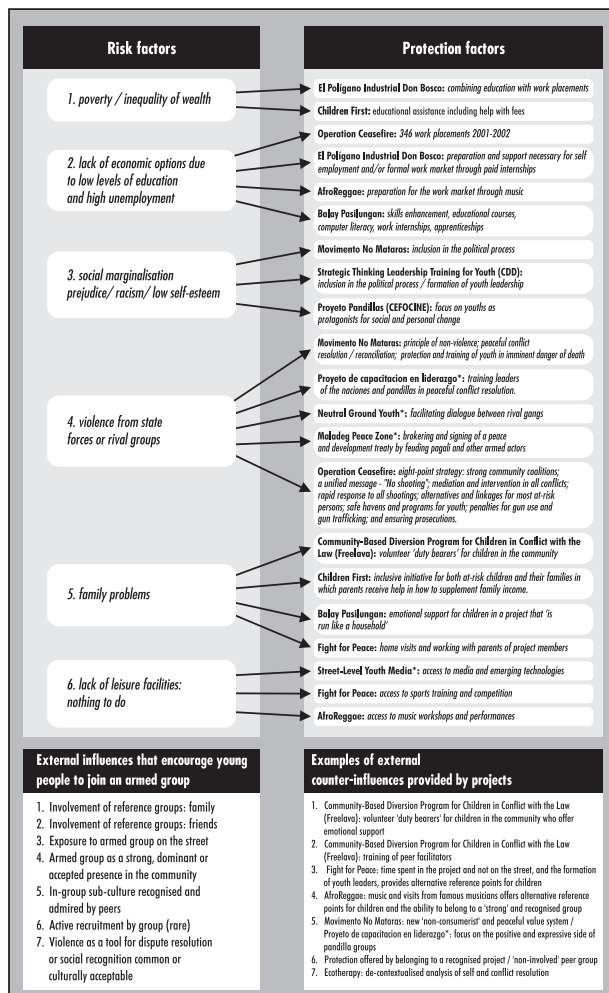 Risk factors
Protection factors
1. poverty / inequality of wealth
El Polígano Industrial Don Bosco: combining education with work placements
Children First: educational assistance including help with fees
2. lack of economic options due
to low levels of education
and high unemployment
Operation Ceasefire: 346 work placements 2001-2002
El Polígano Industrial Don Bosco: preparation and support necessary for self
employment and/or formal work market through paid internships
AfroReggae: preparation for the work market through music
Balay Pasilungan: skills enhancement, educational courses,
computer literacy, work internships, apprenticeships
3. social marginalisation
prejudice/ racism/ low self-esteem
Movimento No Mataras: inclusion in the political process
Strategic Thinking Leadership Training for Youth (CDD):
inclusion in the political process / formation of youth leadership
Proyeto Pandillas (CEFOCINE): focus on youths as
protagonists for social and personal change
4. violence from state
forces or rival groups
Movimento No Mataras: principle of non-violence; peaceful conflict
resolution / reconciliation; protection and training of youth in imminent danger of death
Proyeto de capacitacion en liderazgo*: training leaders
of the naciones and pandillas in peaceful conflict resolution.
Neutral Ground Youth*: facilitating dialogue between rival gangs
Maladeg Peace Zone*: brokering and signing of a peace
and development treaty by feuding pagali and other armed actors
Operation Ceasefire: eight-point strategy: strong community coalitions;
a unified message - "No shooting"; mediation and intervention in all conflicts;
rapid response to all shootings; alternatives and linkages for most at-risk
persons; safe havens and programs for youth; penalties for gun use and
gun trafficking; and ensuring prosecutions.
5. family problems
Community-Based Diversion Program for Children in Conflict with the
Law (Freelava): volunteer 'duty bearers' for children in the community
Children First: inclusive initiative for both at-risk children and their families in
which parents receive help in how to supplement family income.
Balay Pasilungan: emotional support for children in a project that 'is
run like a household'
Fight for Peace: home visits and working with parents of project members
6. lack of leisure facilities:
nothing to do
Street-Level Youth Media*: access to media and emerging technologies
Fight for Peace: access to sports training and competition
AfroReggae: access to music workshops and performances
External influences that encourage young
people to join an armed group
1. Involvement of reference groups: family
2. Involvement of reference groups: friends
3. Exposure to armed group on the street
4. Armed group as a strong, dominant or
accepted presence in the community
5. In-group sub-culture recognised and
admired by peers
6. Active recruitment by group (rare)
7. Violence as a tool for dispute resolution
or social recognition common or
culturally acceptable
Examples of external
counter-influences provided by projects
1. Community-Based Diversion Program for Children in Conflict with the Law
(Freelava): volunteer 'duty bearers' for children in the community who offer
emotional support
2. Community-Based Diversion Program for Children in Conflict with the Law
(Freelava): training of peer facilitators
3. Fight for Peace: time spent in the project and not on the street, and the formation
of youth leaders, provides alternative reference points for children
4. AfroReggae: music and visits from famous musicians offers alternative reference
points for children and the ability to belong to a 'strong' and recognised group
5. Movimento No Mataras: new 'non-consumerist' and peaceful value system /
Proyeto de capacitacion en liderazgo*: focus on the positive and expressive side of
pandilla groups
6. Protection offered by belonging to a recognised project / 'non-involved' peer group
7. Ecotherapy: de-contextualised analysis of self and conflict resolution